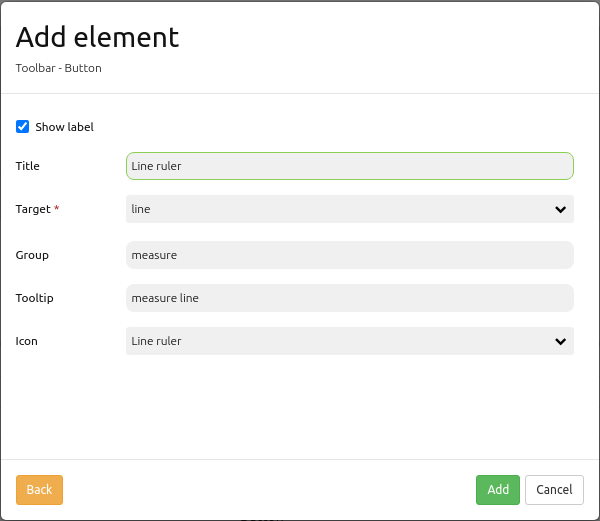 Add element
Toolbar - Button
Show label
Title Line ruler
Target * line
Group measure
Tooltip measure line
Icon Line ruler
Back Add Cancel